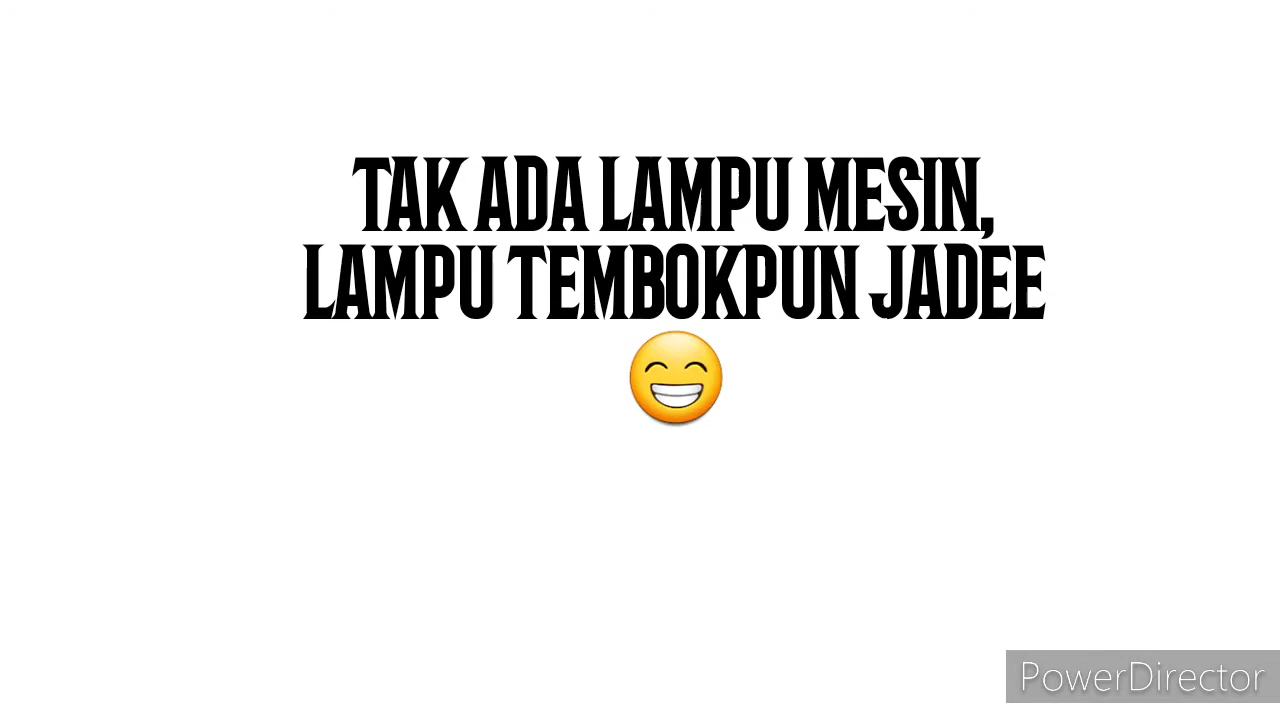 TAK ADA LAMPU MESIN,
LAMPU TEMBOKPUN JADEE
😁
PowerDirector